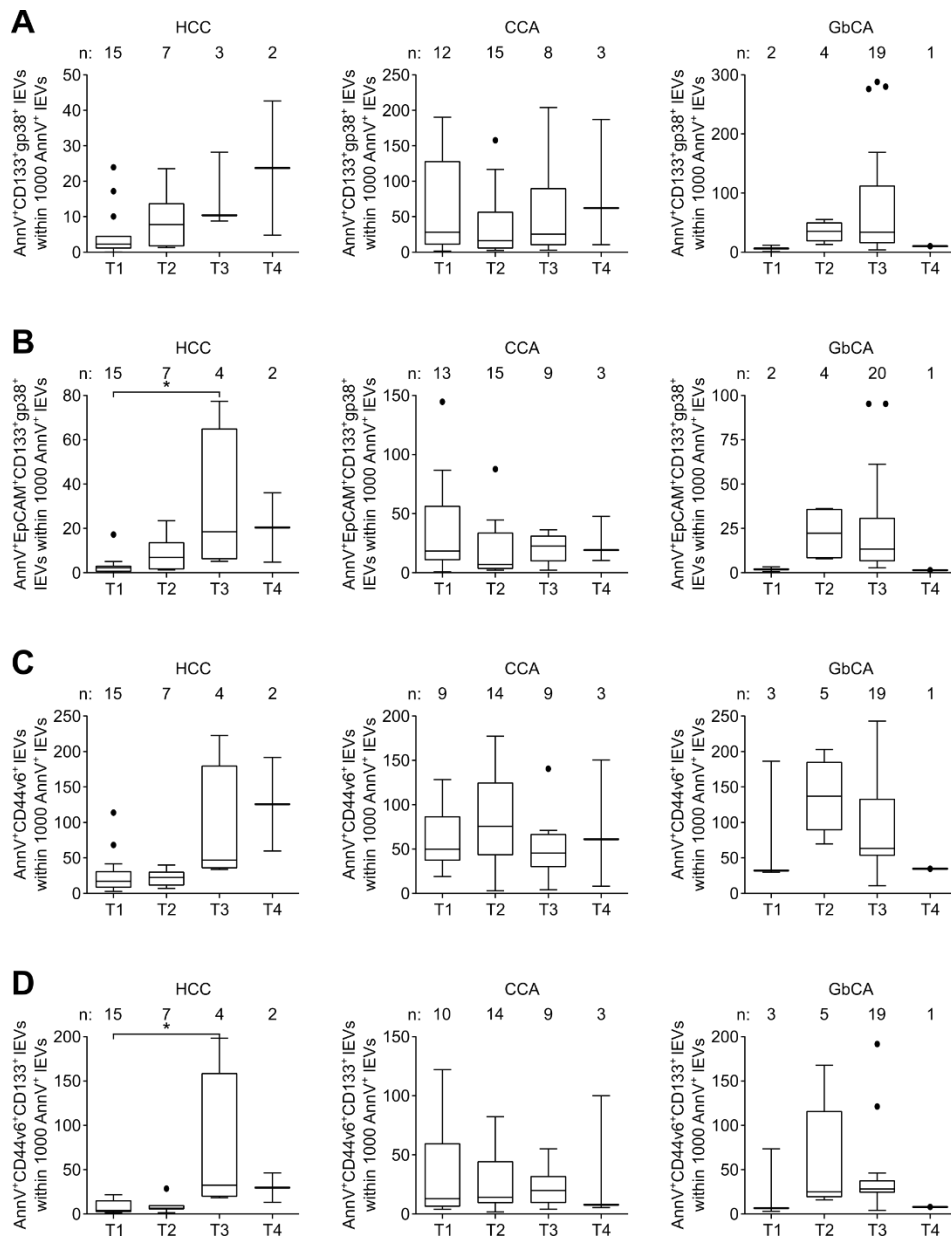 A
HCC
n: 15 7 3 2
AnnV⁺CD133⁺gp38⁺ lEVs
within 1000 AnnV⁺ lEVs
50
40
30
20
10
0
T1 T2 T3 T4
CCA
12 15 8 3
250
200
150
100
50
0
T1 T2 T3 T4
GbCA
n: 2 4 19 1
AnnV⁺CD133⁺gp38⁺ lEVs
within 1000 AnnV⁺ lEVs
300
200
100
0
T1 T2 T3 T4
B
HCC
n: 15 7 4 2
*
AnnV⁺EpCAM⁺CD133⁺gp38⁺
lEVs within 1000 AnnV⁺ lEVs
80
60
40
20
0
T1 T2 T3 T4
CCA
n: 13 15 9 3
AnnV⁺EpCAM⁺CD133⁺gp38⁺
lEVs within 1000 AnnV⁺ lEVs
150
100
50
0
T1 T2 T3 T4
GbCA
n: 2 4 20 1
AnnV⁺EpCAM⁺CD133⁺gp38⁺
lEVs within 1000 AnnV⁺ lEVs
100
75
50
25
0
T1 T2 T3 T4
C
HCC
n: 15 7 4 2
AnnV⁺CD44v6⁺ lEVs
within 1000 AnnV⁺ lEVs
250
200
150
100
50
0
T1 T2 T3 T4
CCA
n: 9 14 9 3
AnnV⁺CD44v6⁺ lEVs
within 1000 AnnV⁺ lEVs
200
150
100
50
0
T1 T2 T3 T4
GbCA
n: 3 5 19 1
AnnV⁺CD44v6⁺ lEVs
within 1000 AnnV⁺ lEVs
250
200
150
100
50
0
T1 T2 T3 T4
D
HCC
n: 15 7 4 2
*
AnnV⁺CD44v6⁺CD133⁺ lEVs
within 1000 AnnV⁺ lEVs
200
150
100
50
0
T1 T2 T3 T4
CCA
n: 10 14 9 3
AnnV⁺CD44v6⁺CD133⁺ lEVs
within 1000 AnnV⁺ lEVs
200
150
100
50
0
T1 T2 T3 T4
GbCA
n: 3 5 19 1
AnnV⁺CD44v6⁺CD133⁺ lEVs
within 1000 AnnV⁺ lEVs
200
150
100
50
0
T1 T2 T3 T4